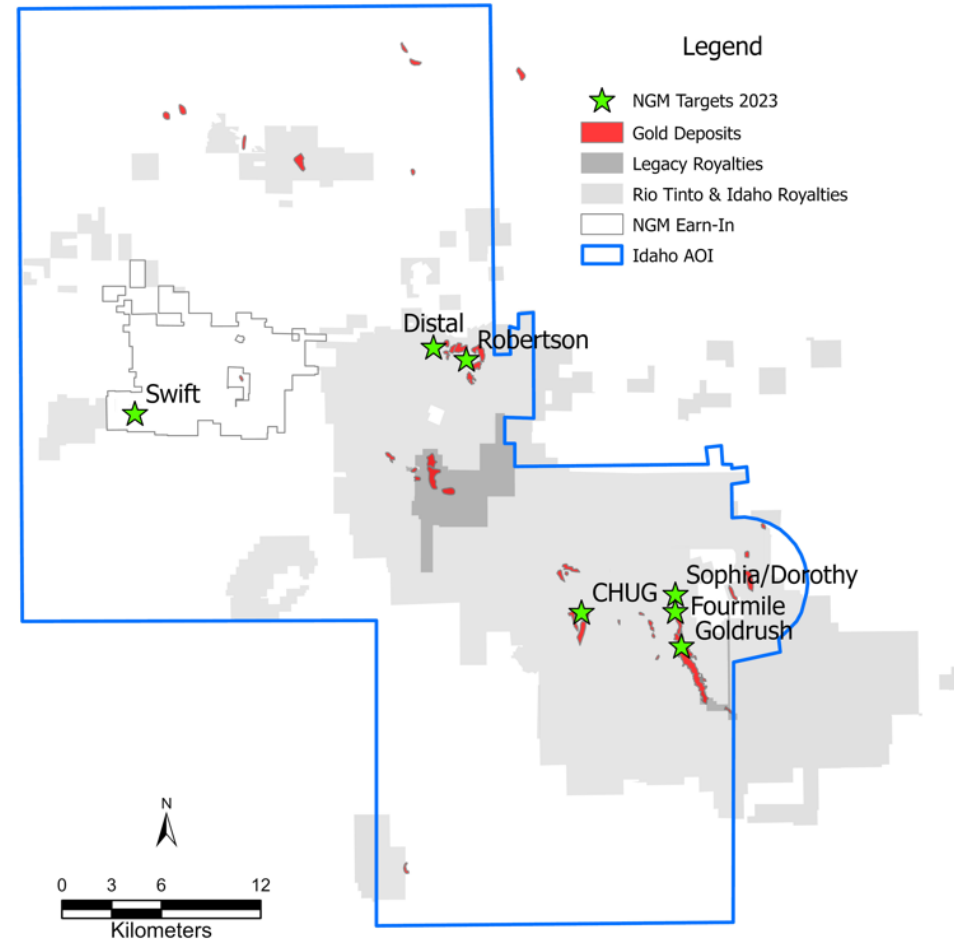 Legend
NGM Targets 2023
Gold Deposits
Legacy Royalties
Rio Tinto & Idaho Royalties
NGM Earn-In
Idaho AOI
Distal
Robertson
Swift
Sophia/Dorothy
CHUG
Fourmile
Goldrush
N
0 3 6 12
Kilometers